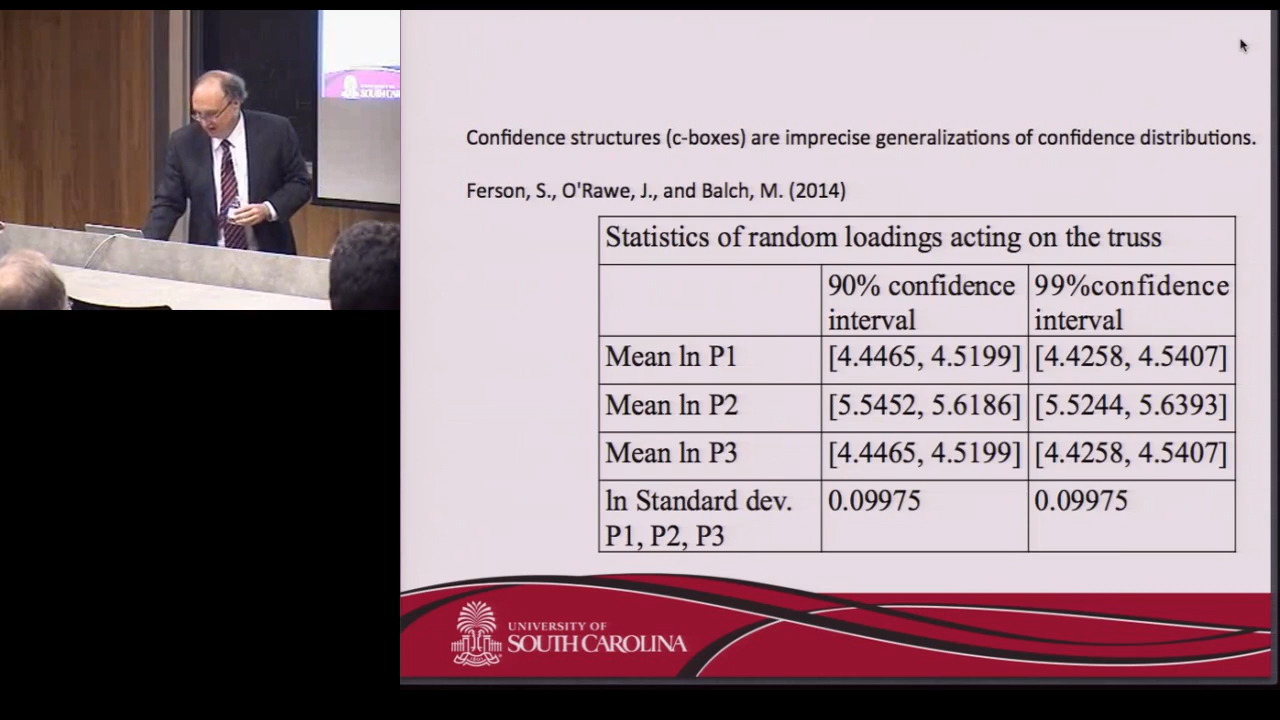 Confidence structures (c-boxes) are imprecise generalizations of confidence distributions.
Ferson, S., O'Rawe, J., and Balch, M. (2014)
Statistics of random loadings acting on the truss
90% confidence interval
99%confidence interval
Mean ln P1 [4.4465, 4.5199] [4.4258, 4.5407]
Mean ln P2 [5.5452, 5.6186] [5.5244, 5.6393]
Mean ln P3 [4.4465, 4.5199] [4.4258, 4.5407]
ln Standard dev. P1, P2, P3 0.09975 0.09975
UNIVERSITY OF
SOUTH CAROLINA